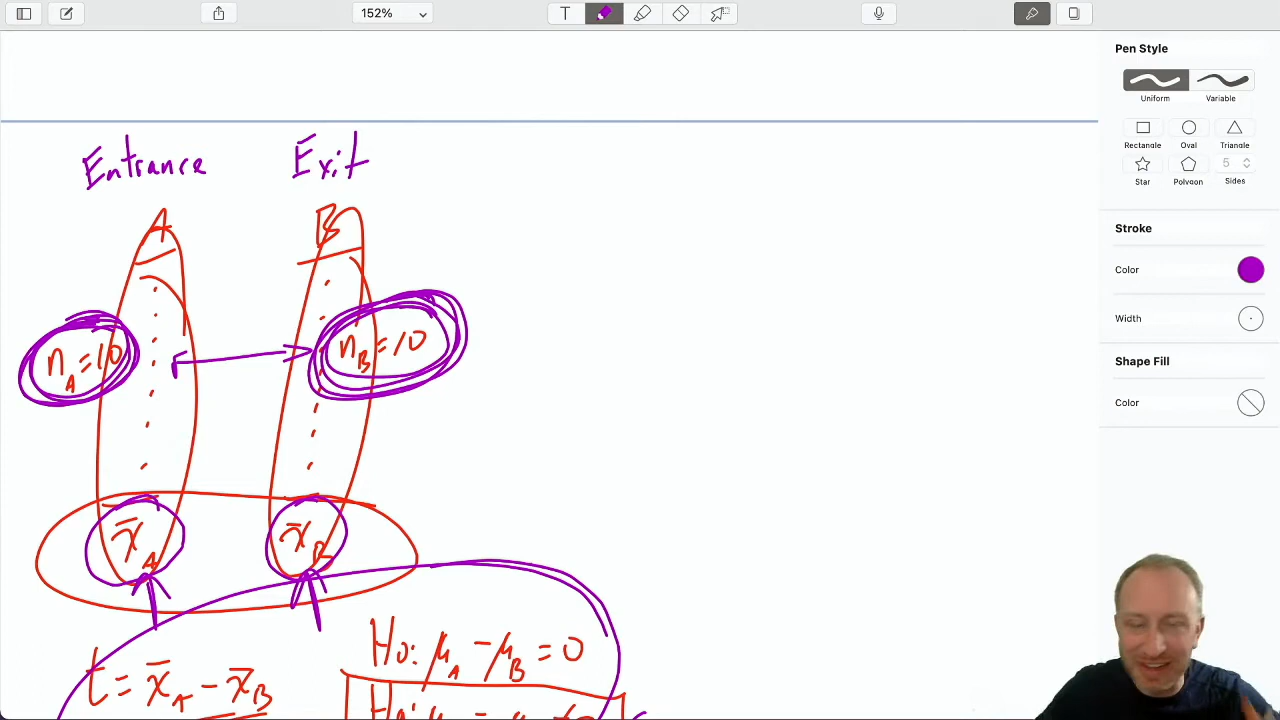 152%
T
Pen Style
Uniform Variable
Rectangle Oval Triangle
5
Star Polygon Sides
Stroke
Color
Width
Shape Fill
Color
Entrance Exit
A B
n_A = 10 n_B = 10
x̄_A x̄_B
H₀: μ_A - μ_B = 0
t = x̄_A - x̄_B